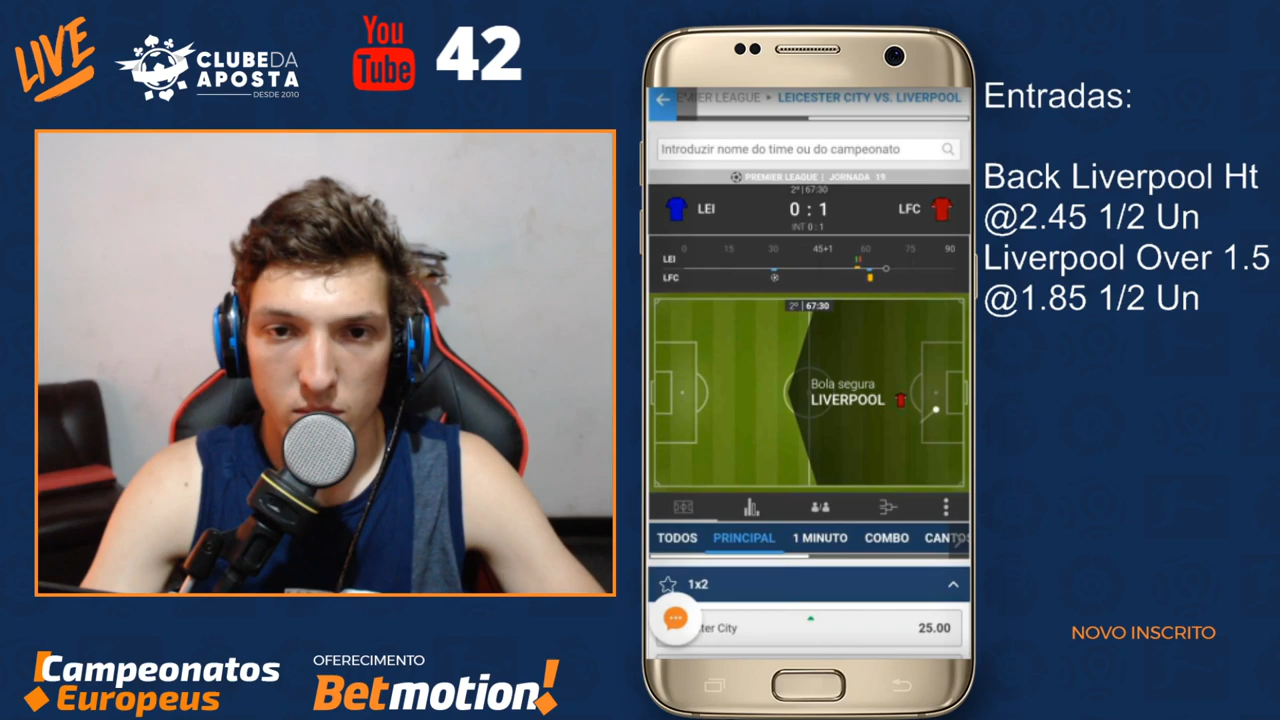 LIVE
CLUBEDA
APOSTA
DESDE 2010
You
Tube
42
LEAGUE ▸ LEICESTER CITY VS. LIVERPOOL
Introduzir nome do time ou do campeonato
PREMIER LEAGUE | JORNADA 19
2º | 67:30
LEI
0 : 1
LFC
INT 0 : 1
0 15 30 45+1 60 75 90
LEI
LFC
2º | 67:30
Bola segura
LIVERPOOL
TODOS PRINCIPAL 1 MINUTO COMBO CANTOS
1x2
ter City 25.00
Entradas:
Back Liverpool Ht
@2.45 1/2 Un
Liverpool Over 1.5
@1.85 1/2 Un
NOVO INSCRITO
Campeonatos
Europeus
OFERECIMENTO
Betmotion!